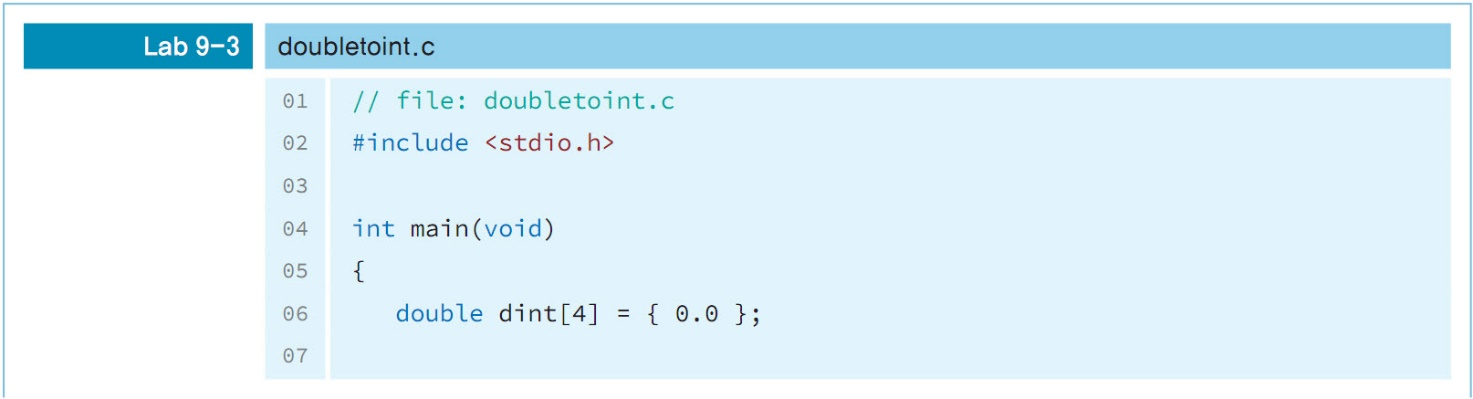 Lab 9-3 doubletoint.c
01 // file: doubletoint.c
02 #include <stdio.h>
03
04 int main(void)
05 {
06 double dint[4] = { 0.0 };
07